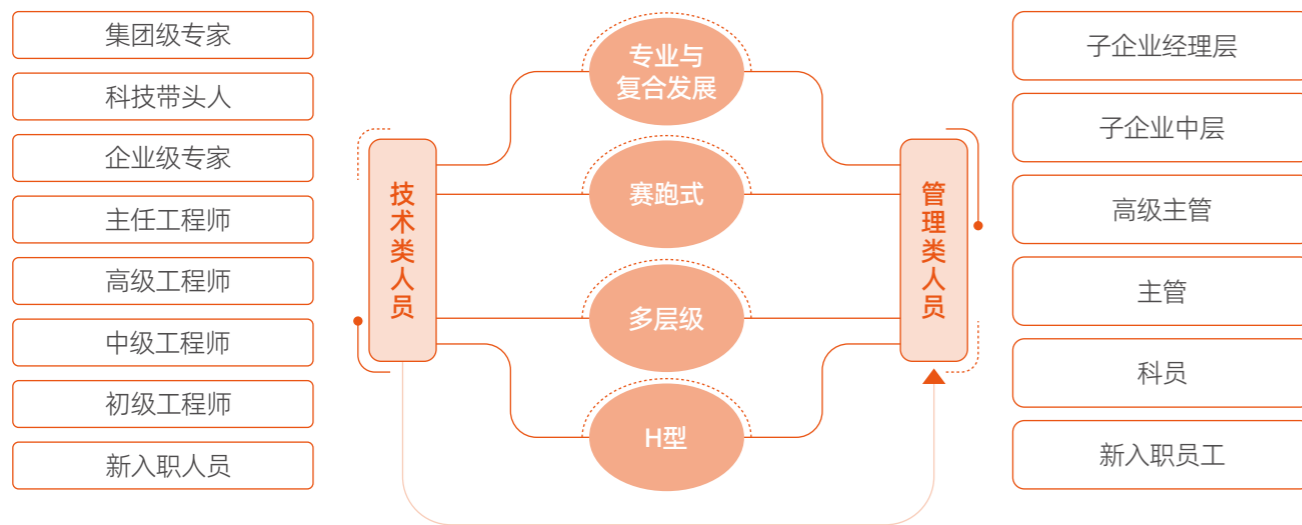 集团级专家
科技带头人
企业级专家
主任工程师
高级工程师
中级工程师
初级工程师
新入职人员
技术类人员
专业与
复合发展
赛跑式
多层级
H型
管理类人员
子企业经理层
子企业中层
高级主管
主管
科员
新入职员工